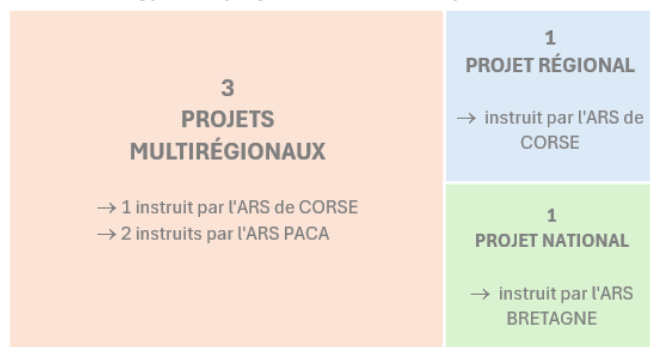 3
PROJETS
MULTIRÉGIONAUX
→ 1 instruit par l'ARS de CORSE
→ 2 instruits par l'ARS PACA
1
PROJET RÉGIONAL
→ instruit par l'ARS de
CORSE
1
PROJET NATIONAL
→ instruit par l'ARS
BRETAGNE